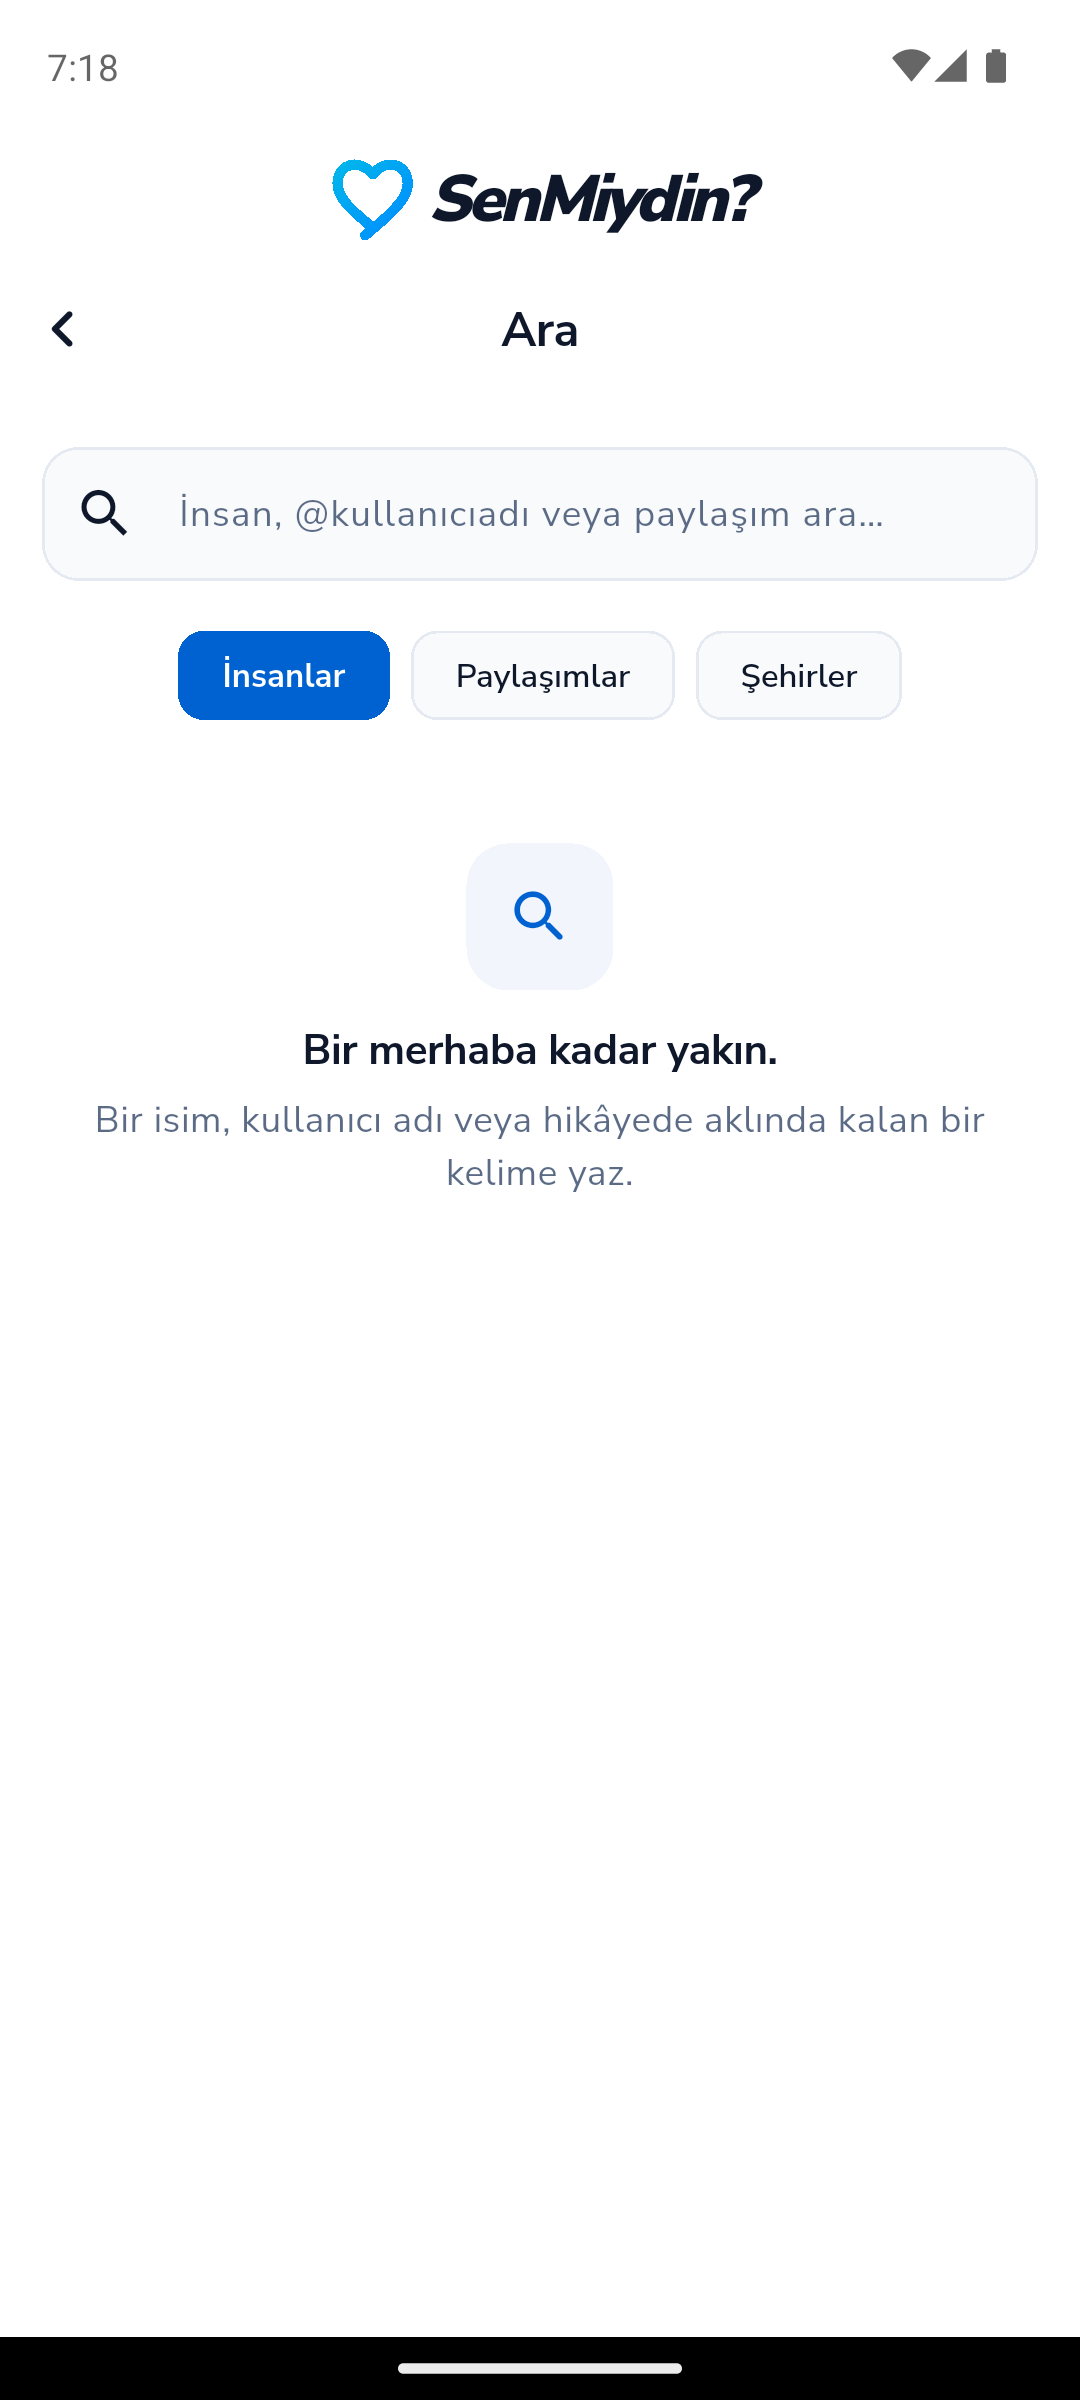 7:18
SenMiydin?
Ara
İnsan, @kullanıcıadı veya paylaşım ara...
İnsanlar
Paylaşımlar
Şehirler
Bir merhaba kadar yakın.
Bir isim, kullanıcı adı veya hikâyede aklında kalan bir
kelime yaz.